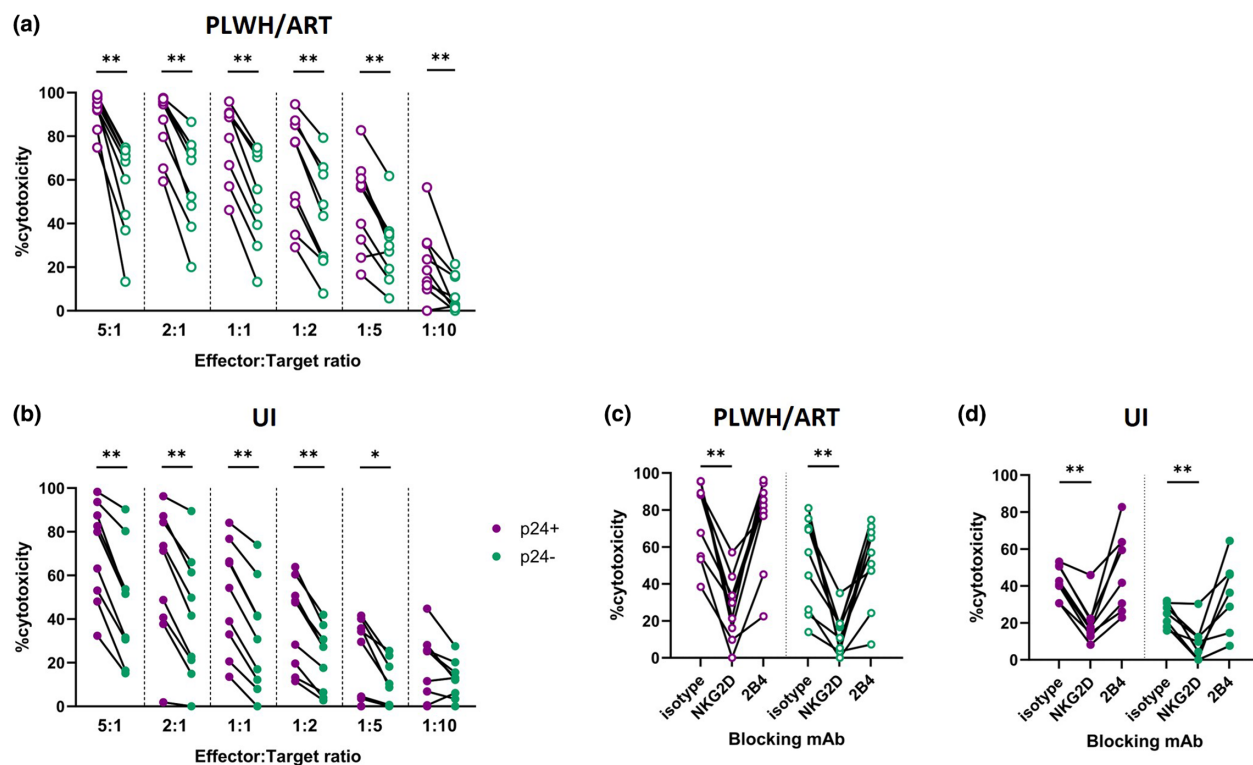 (a)
PLWH/ART
** ** ** ** ** **
100
80
60
40
20
0
%cytotoxicity
5:1 2:1 1:1 1:2 1:5 1:10
Effector:Target ratio
(b)
UI
** ** ** ** *
100
80
60
40
20
0
%cytotoxicity
5:1 2:1 1:1 1:2 1:5 1:10
Effector:Target ratio
p24+
p24-
(c)
PLWH/ART
** **
100
80
60
40
20
0
%cytotoxicity
isotype NKG2D 2B4 isotype NKG2D 2B4
Blocking mAb
(d)
UI
** **
100
80
60
40
20
0
%cytotoxicity
isotype NKG2D 2B4 isotype NKG2D 2B4
Blocking mAb